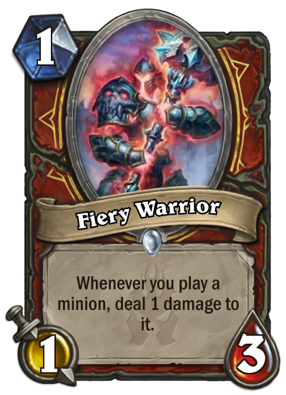 1
Fiery Warrior
Whenever you play a
minion, deal 1 damage to
it.
1
3